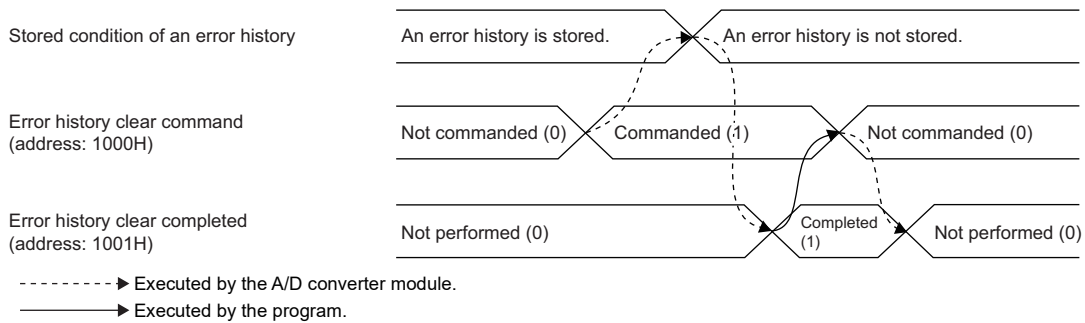 Stored condition of an error history
An error history is stored.
An error history is not stored.
Error history clear command
(address: 1000H)
Not commanded (0)
Commanded (1)
Not commanded (0)
Error history clear completed
(address: 1001H)
Not performed (0)
Completed
(1)
Not performed (0)
Executed by the A/D converter module.
Executed by the program.